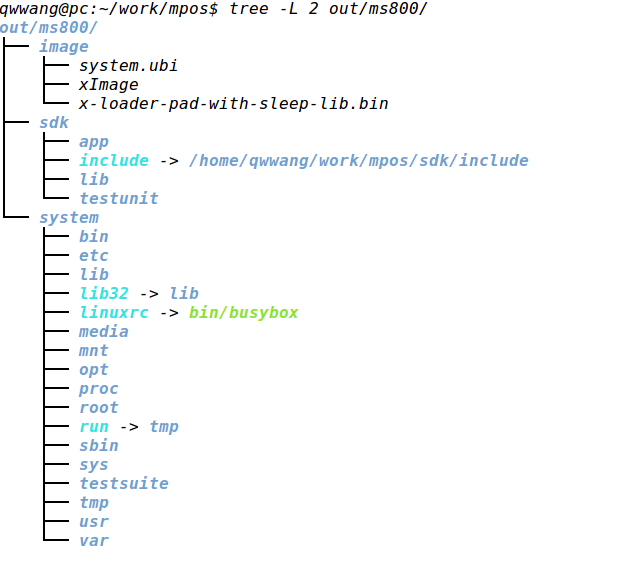 qwwang@pc:~/work/mpos$ tree -L 2 out/ms800/
out/ms800/
├── image
│   ├── system.ubi
│   ├── xImage
│   └── x-loader-pad-with-sleep-lib.bin
├── sdk
│   ├── app
│   ├── include -> /home/qwwang/work/mpos/sdk/include
│   ├── lib
│   └── testunit
└── system
    ├── bin
    ├── etc
    ├── lib
    ├── lib32 -> lib
    ├── linuxrc -> bin/busybox
    ├── media
    ├── mnt
    ├── opt
    ├── proc
    ├── root
    ├── run -> tmp
    ├── sbin
    ├── sys
    ├── testsuite
    ├── tmp
    ├── usr
    └── var